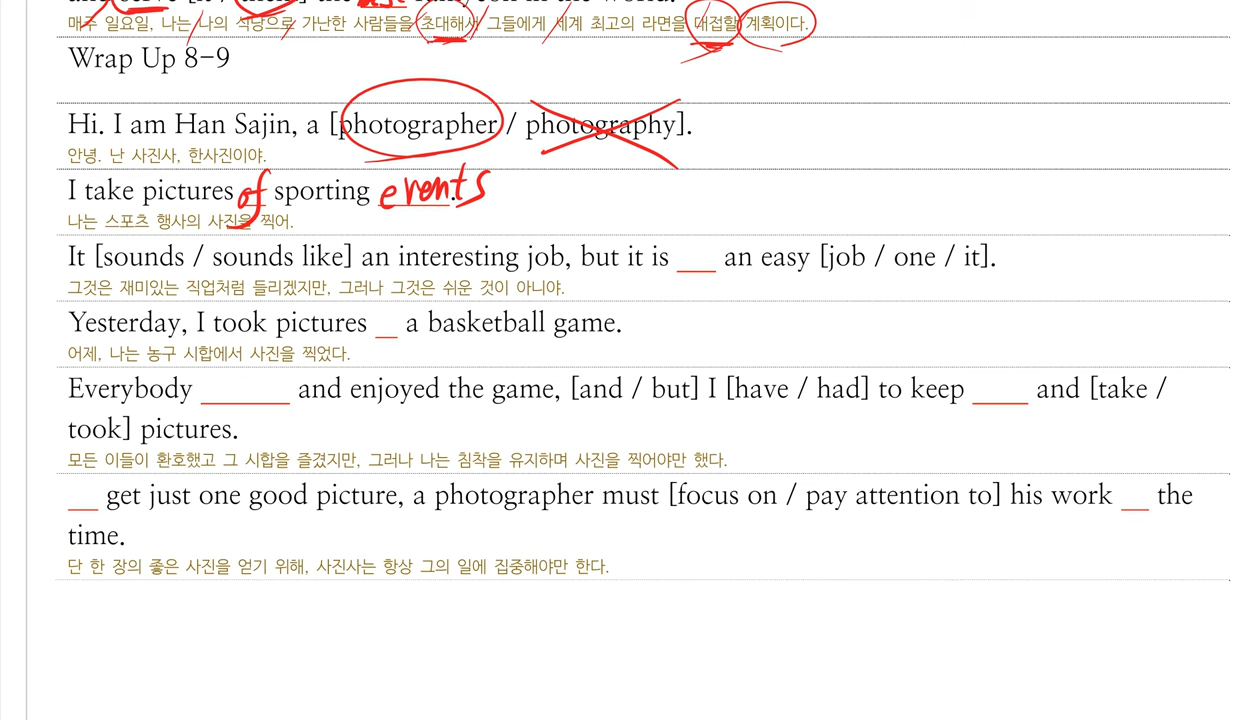 and serve [it / them] the best ramyeon in the world.
매주 일요일, 나는 나의 식당으로 가난한 사람들을 초대해서 그들에게 세계 최고의 라면을 대접할 계획이다.
Wrap Up 8-9
Hi. I am Han Sajin, a [photographer / photography].
안녕. 난 사진사, 한사진이야.
I take pictures of sporting events.
나는 스포츠 행사의 사진을 찍어.
It [sounds / sounds like] an interesting job, but it is ___ an easy [job / one / it].
그것은 재미있는 직업처럼 들리겠지만, 그러나 그것은 쉬운 것이 아니야.
Yesterday, I took pictures __ a basketball game.
어제, 나는 농구 시합에서 사진을 찍었다.
Everybody _______ and enjoyed the game, [and / but] I [have / had] to keep ____ and [take /
took] pictures.
모든 이들이 환호했고 그 시합을 즐겼지만, 그러나 나는 침착을 유지하며 사진을 찍어야만 했다.
__ get just one good picture, a photographer must [focus on / pay attention to] his work __ the
time.
단 한 장의 좋은 사진을 얻기 위해, 사진사는 항상 그의 일에 집중해야만 한다.